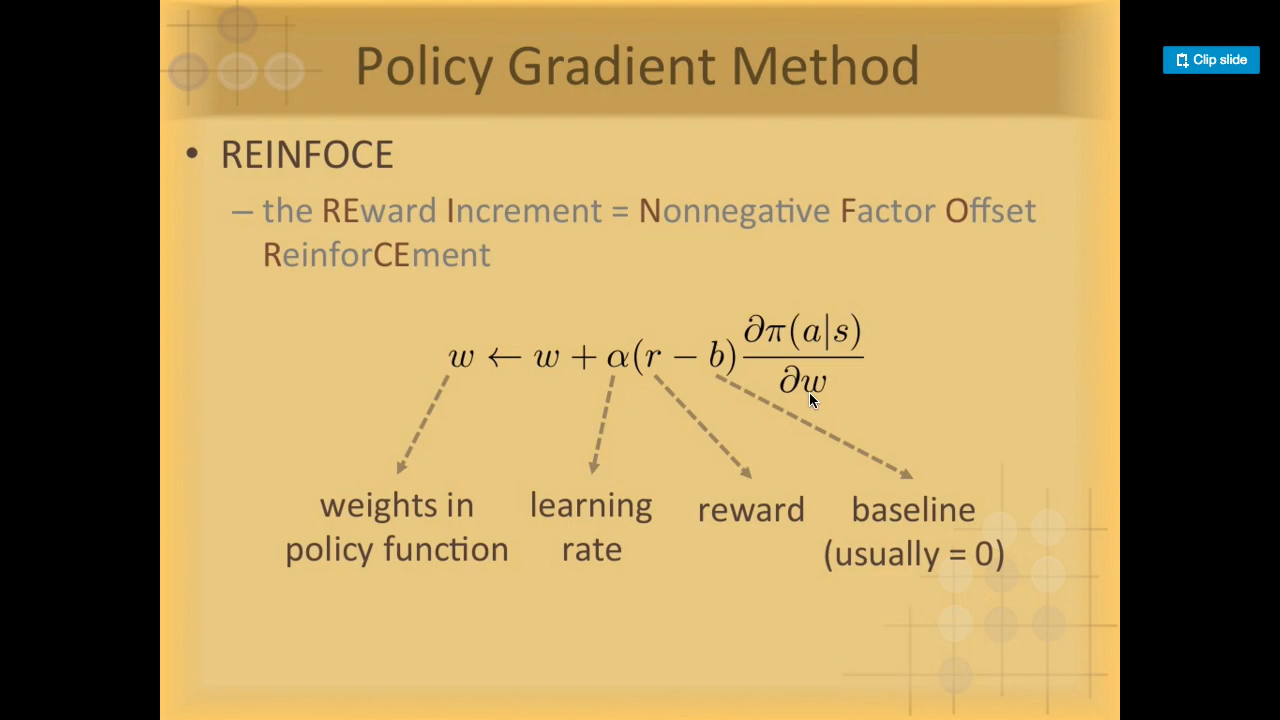 Policy Gradient Method
Clip slide
• REINFOCE
– the REward Increment = Nonnegative Factor Offset
ReinforCEment
w ← w + α(r − b) ∂π(a|s) / ∂w
weights in
policy function
learning
rate
reward
baseline
(usually = 0)